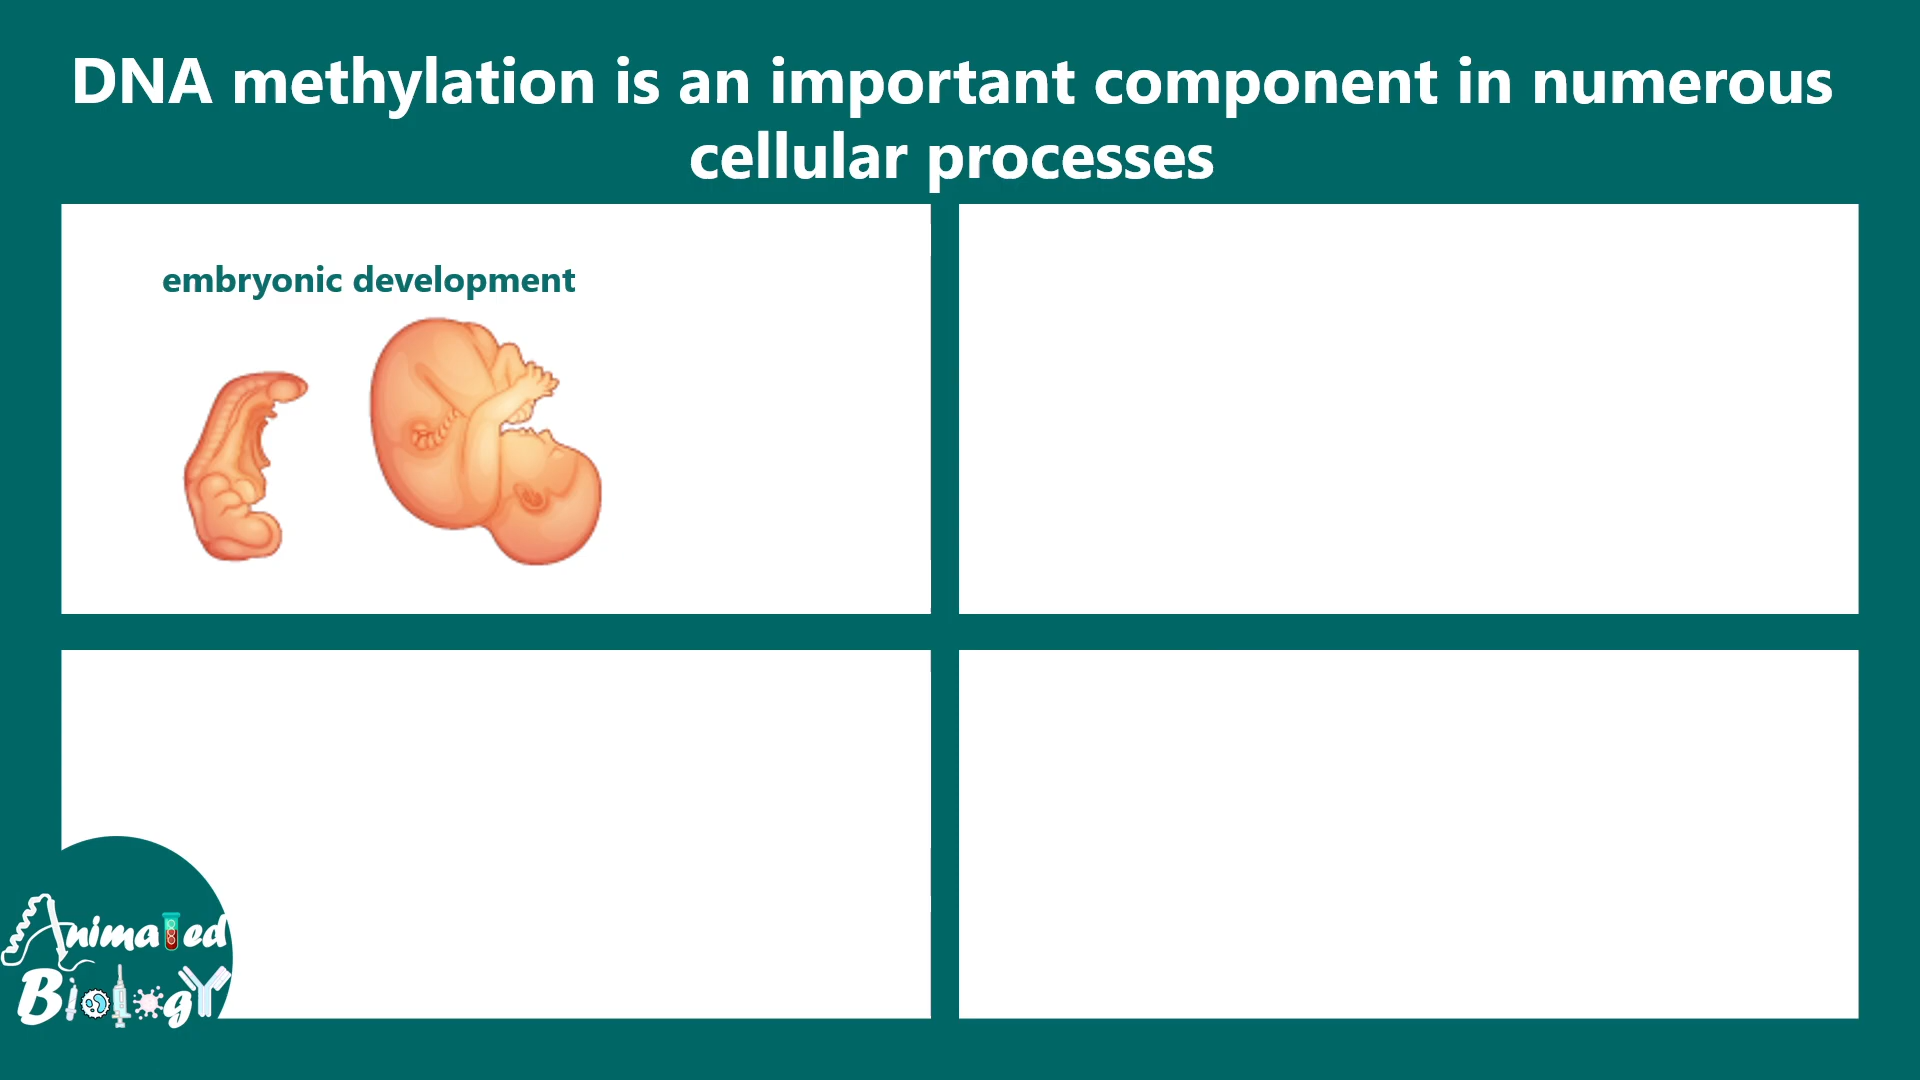 DNA methylation is an important component in numerous
cellular processes
embryonic development
Animated
Biology